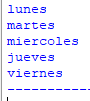 lunes
martes
miercoles
jueves
viernes
------------